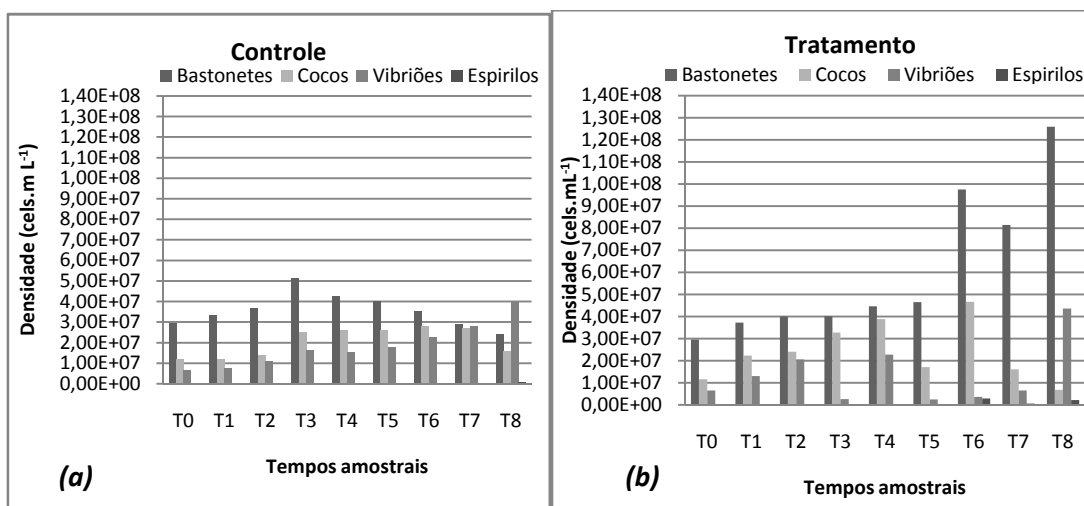 Controle
Bastonetes Cocos Vibriões Espirilos
1,40E+08
1,30E+08
1,20E+08
1,10E+08
1,00E+08
9,00E+07
8,00E+07
7,00E+07
6,00E+07
5,00E+07
4,00E+07
3,00E+07
2,00E+07
1,00E+07
0,00E+00
Densidade (cels.m L-1)
T0 T1 T2 T3 T4 T5 T6 T7 T8
Tempos amostrais
(a)
Tratamento
Bastonetes Cocos Vibriões Espirilos
1,40E+08
1,30E+08
1,20E+08
1,10E+08
1,00E+08
9,00E+07
8,00E+07
7,00E+07
6,00E+07
5,00E+07
4,00E+07
3,00E+07
2,00E+07
1,00E+07
0,00E+00
Densidade (cels.mL-1)
T0 T1 T2 T3 T4 T5 T6 T7 T8
Tempos amostrais
(b)